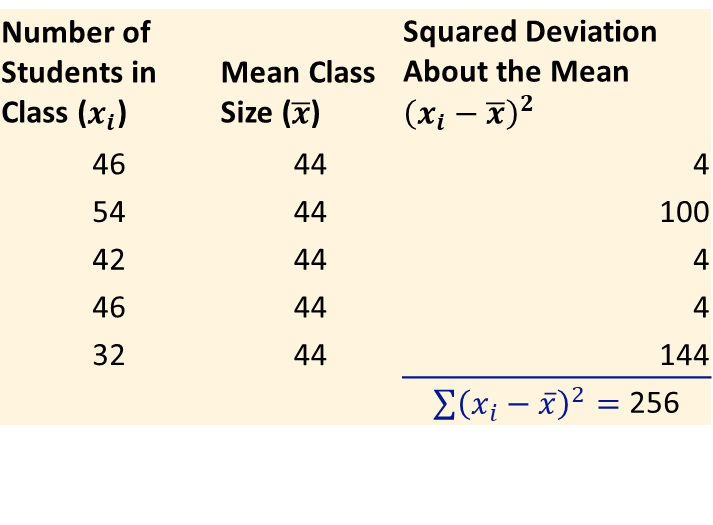 Number of Students in Class (xᵢ) Mean Class Size (x̅) Squared Deviation About the Mean (xᵢ − x̅)²
46 44 4
54 44 100
42 44 4
46 44 4
32 44 144
∑(xᵢ − x̄)² = 256